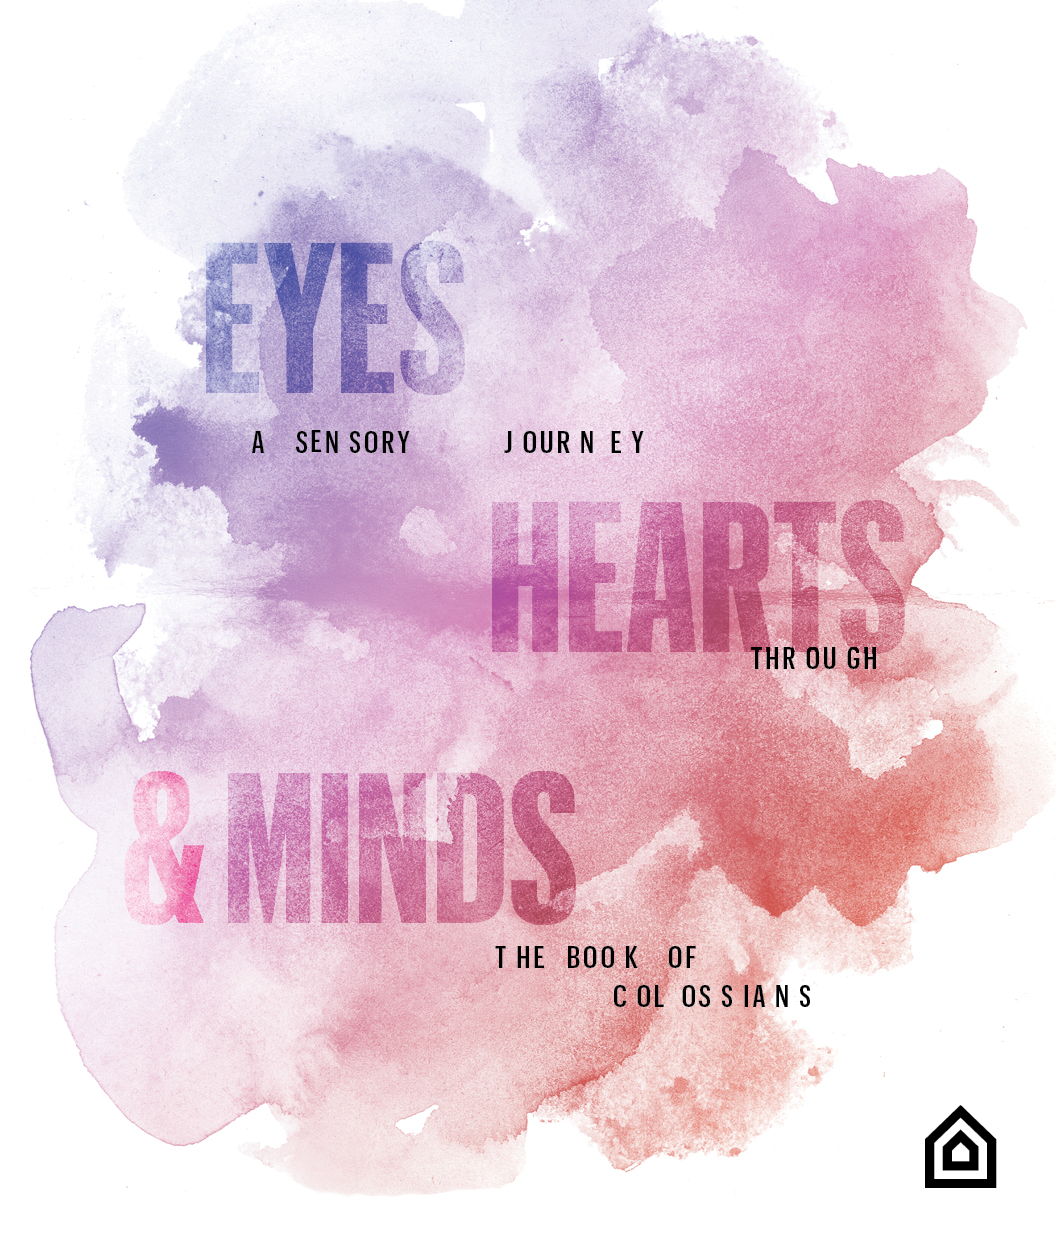 EYES
A SENSORY JOURNEY
HEARTS
THROUGH
& MINDS
THE BOOK OF
COLOSSIANS